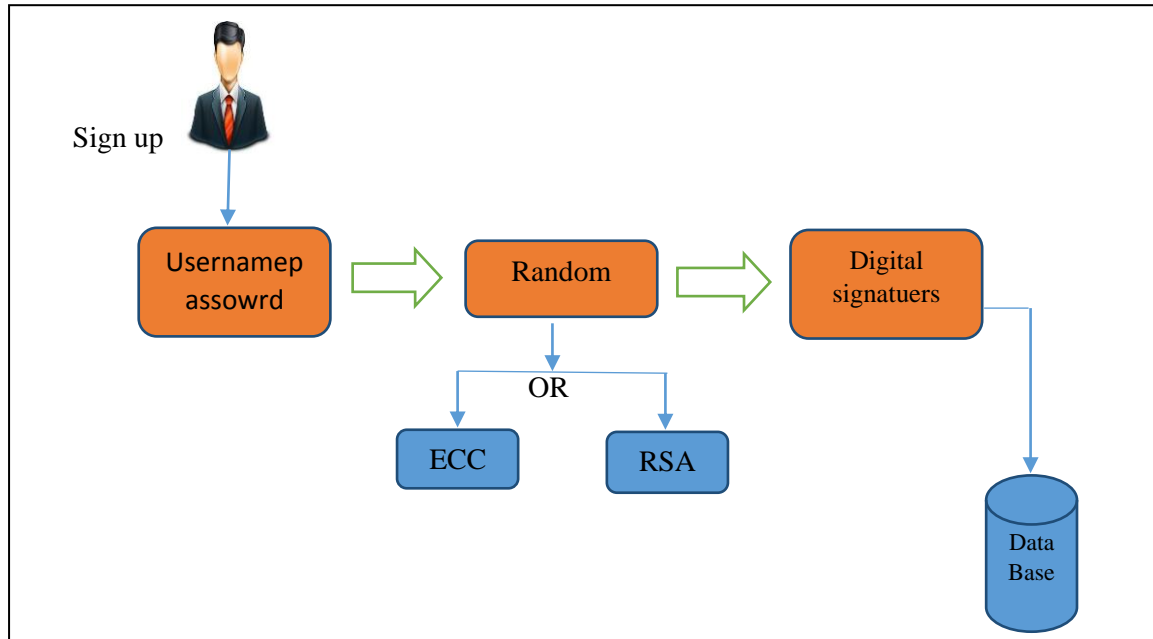 Sign up
Usernamep
assowrd
Random
Digital
signatuers
OR
ECC
RSA
Data
Base